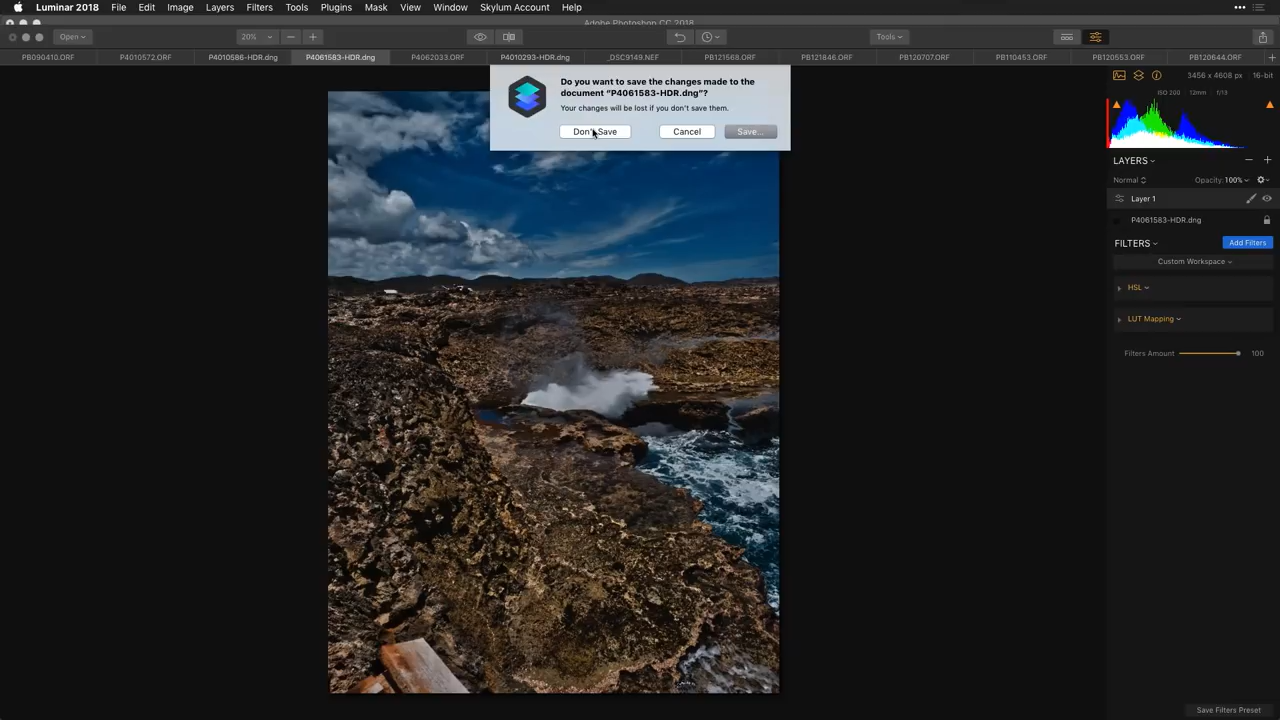 Luminar 2018 File Edit Image Layers Filters Tools Plugins Mask View Window Skylum Account Help
Adobe Photoshop CC 2018
Open 20% Tools
PB090410.ORF P4010572.ORF P4010586-HDR.dng P4061583-HDR.dng P4062033.ORF P4010293-HDR.dng _DSC9149.NEF PB121568.ORF PB121846.ORF PB120707.ORF PB110453.ORF PB120553.ORF PB120644.ORF
Do you want to save the changes made to the
document “P4061583-HDR.dng”?
Your changes will be lost if you don't save them.
Don't Save Cancel Save...
3456 x 4608 px 16-bit
ISO 200 12mm f/13
LAYERS
Normal Opacity: 100%
Layer 1
P4061583-HDR.dng
FILTERS Add Filters
Custom Workspace
HSL
LUT Mapping
Filters Amount 100
Save Filters Preset